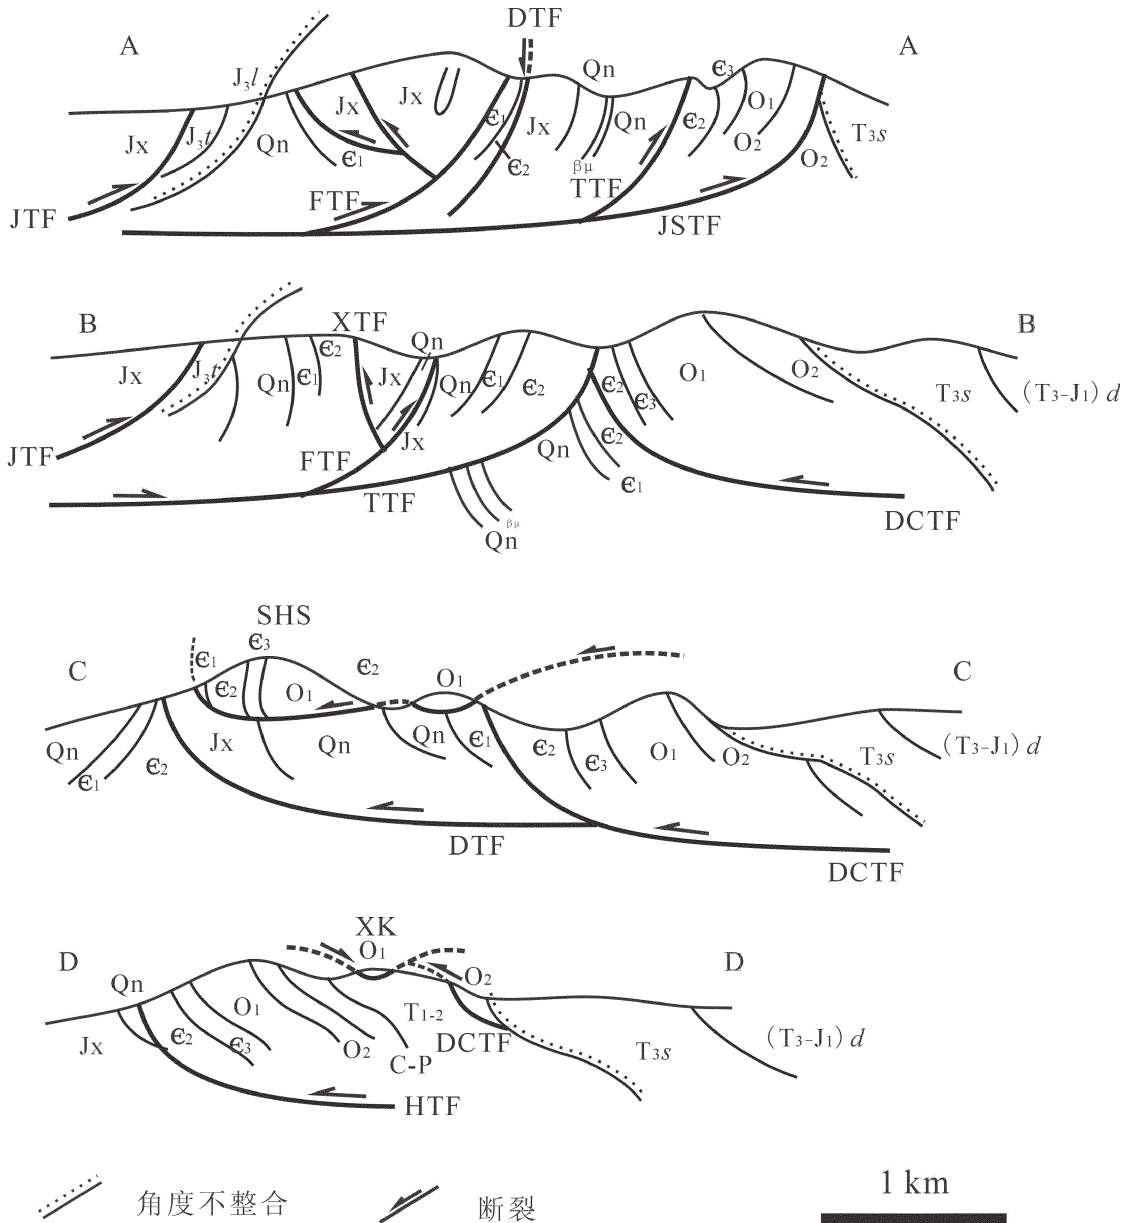 DTF
A
A
Qn
Є3
J3l
Jx
Jx
Є1
Jx
Qn
Є2
O1
T3s
Jx
J3t
Qn
Є1
Є2
βμ
O2
O2
FTF
TTF
JTF
JSTF
B
XTF
B
Qn
Є2
Jx
J3t
Qn
Є1
Jx
Qn
Є1
Є2
Є2
Є3
O1
O2
T3s
(T3-J1)d
JTF
FTF
Jx
Qn
Є2
Є1
TTF
βμ
Qn
DCTF
SHS
C
Є1
Є3
Є2
O1
C
Є2
O1
Qn
Є1
Є2
Jx
Qn
Qn
Є1
Є2
Є3
O1
O2
T3s
(T3-J1)d
DTF
DCTF
XK
D
O1
D
Qn
O2
Jx
Є2
O1
Є3
O2
T1-2
C-P
DCTF
T3s
(T3-J1)d
HTF
角度不整合
断裂
1 km